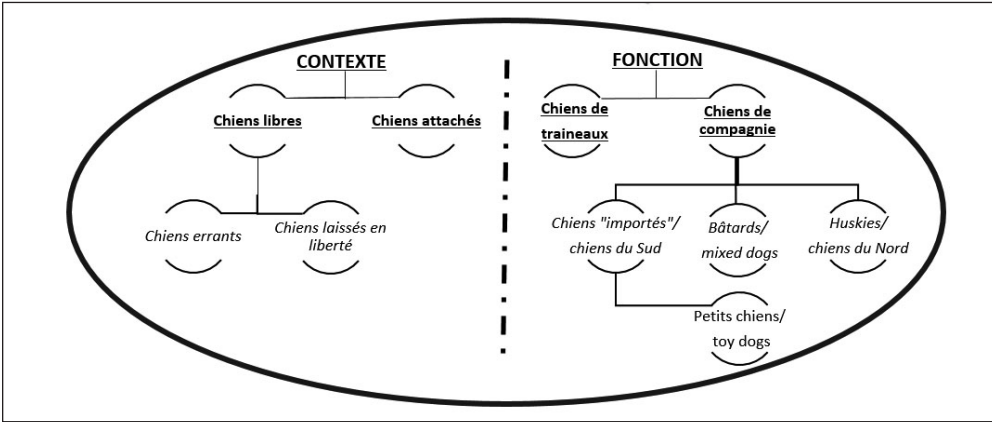 CONTEXTE
Chiens libres
Chiens attachés
Chiens errants
Chiens laissés en
liberté
FONCTION
Chiens de
traineaux
Chiens de
compagnie
Chiens "importés"/
chiens du Sud
Bâtards/
mixed dogs
Huskies/
chiens du Nord
Petits chiens/
toy dogs